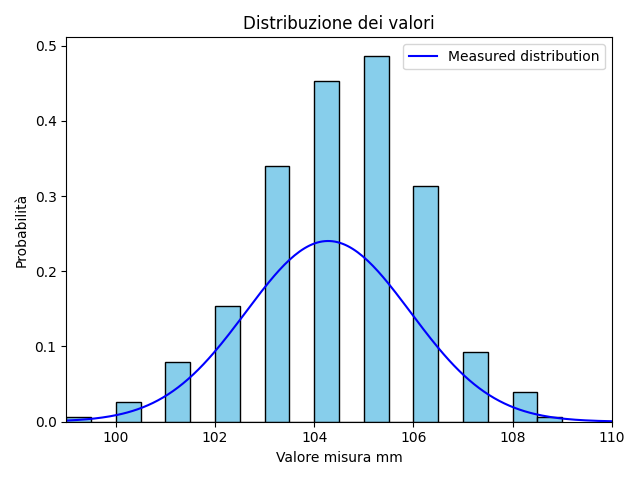 Distribuzione dei valori
Measured distribution
0.5
0.4
0.3
0.2
0.1
0.0
Probabilità
100 102 104 106 108 110
Valore misura mm